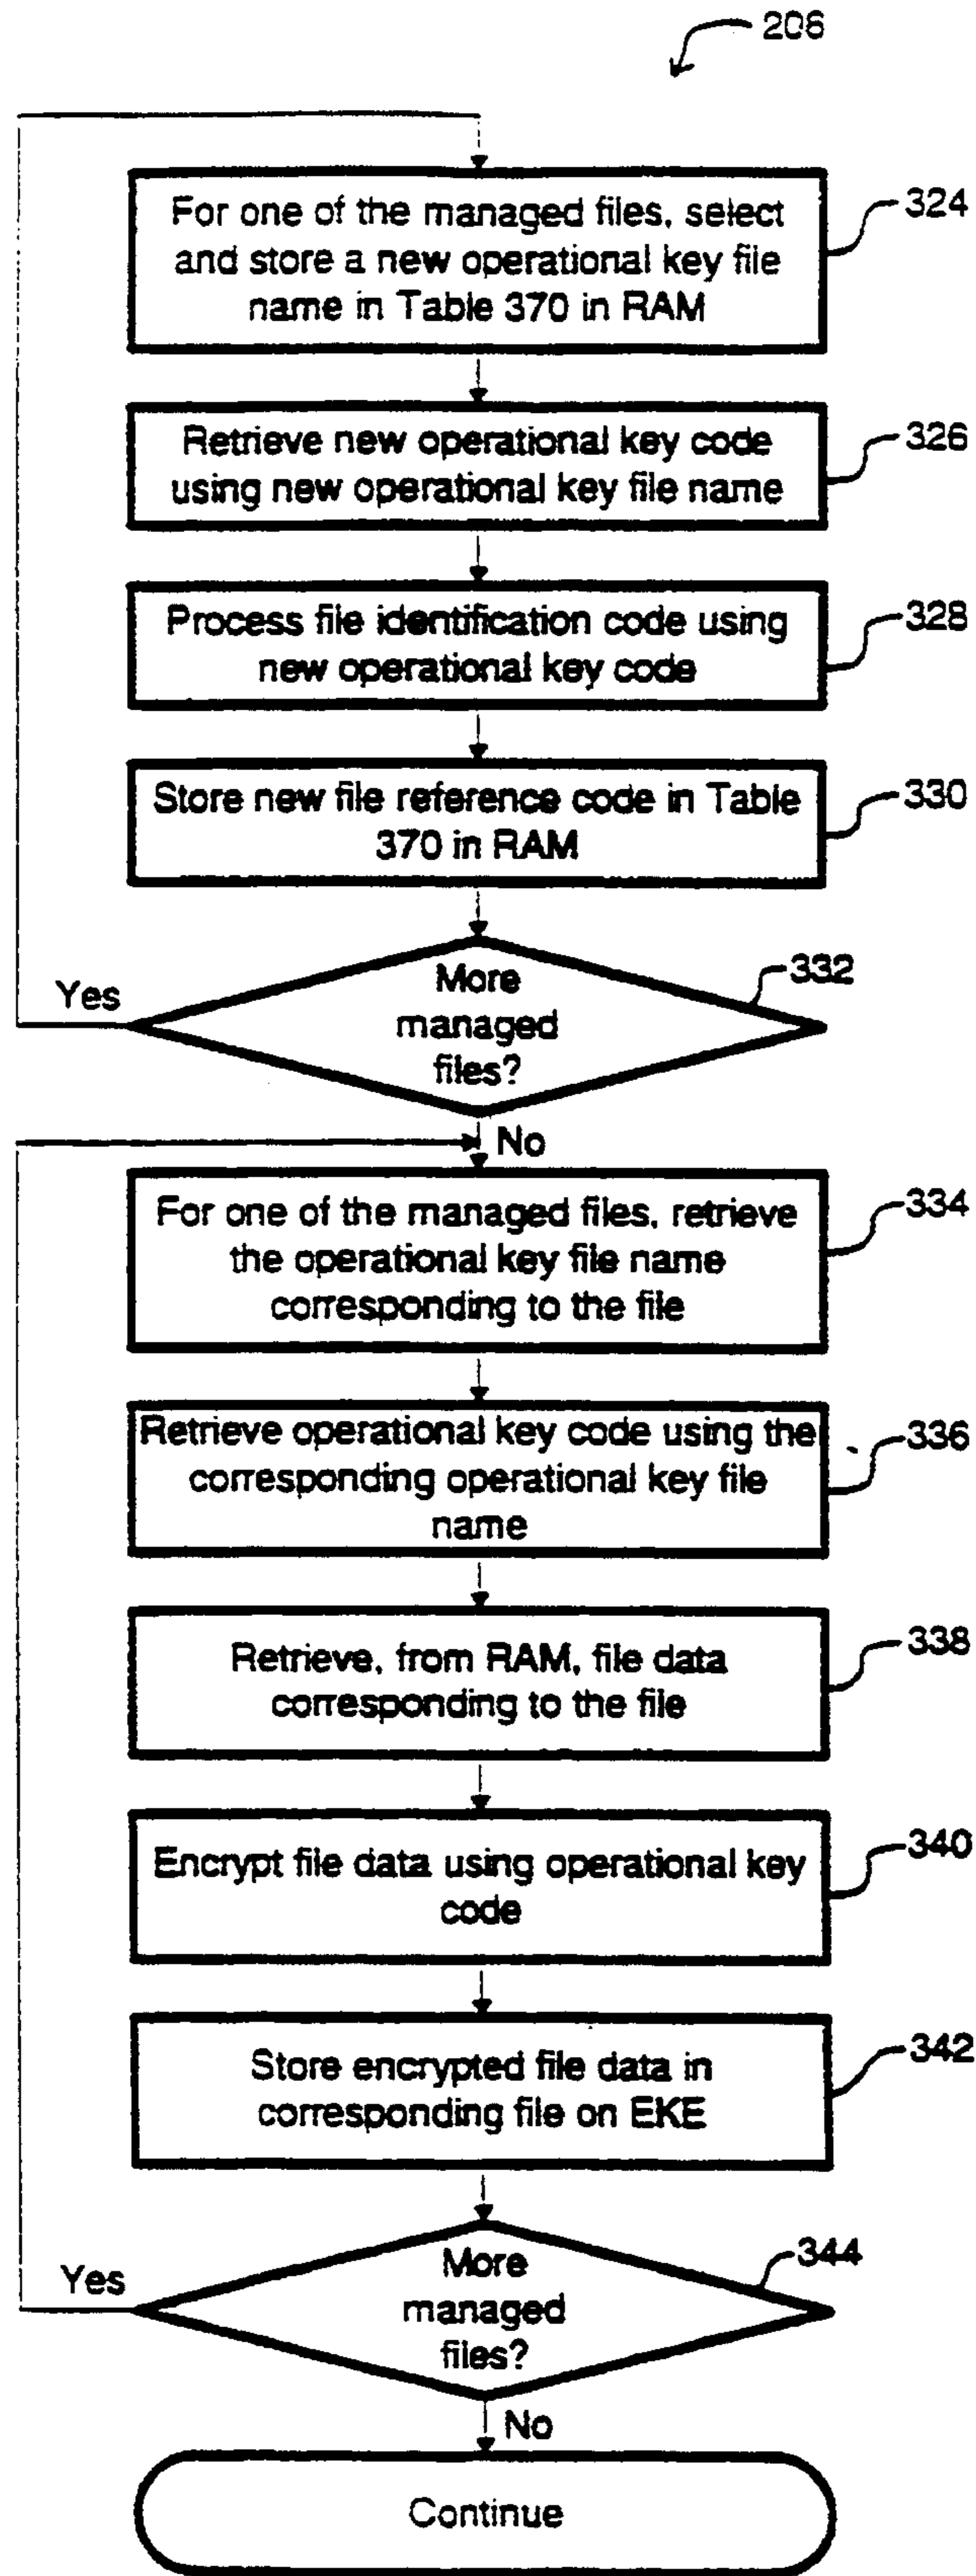 206
For one of the managed files, select
and store a new operational key file
name in Table 370 in RAM
324
Retrieve new operational key code
using new operational key file name
326
Process file identification code using
new operational key code
328
Store new file reference code in Table
370 in RAM
330
More
managed
files?
332
Yes
No
For one of the managed files, retrieve
the operational key file name
corresponding to the file
334
Retrieve operational key code using the
corresponding operational key file
name
336
Retrieve, from RAM, file data
corresponding to the file
338
Encrypt file data using operational key
code
340
Store encrypted file data in
corresponding file on EKE
342
More
managed
files?
344
Yes
No
Continue